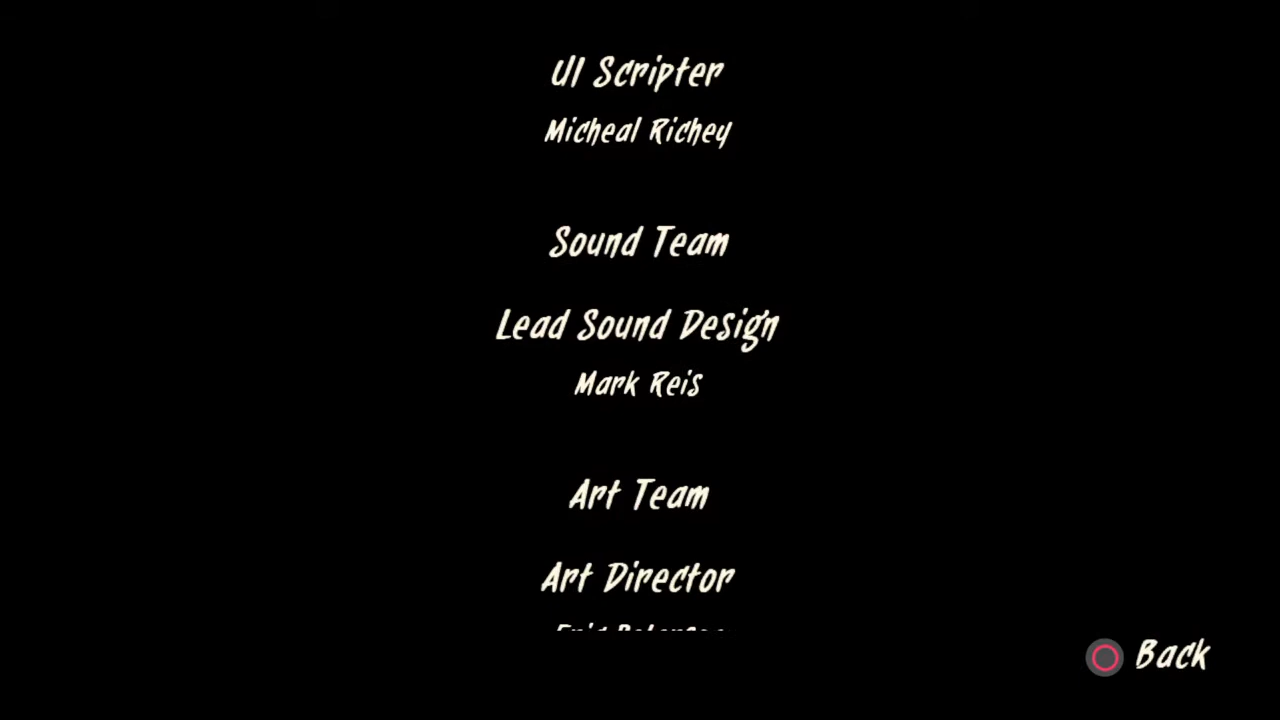 UI Scripter
Micheal Richey
Sound Team
Lead Sound Design
Mark Reis
Art Team
Art Director
Back